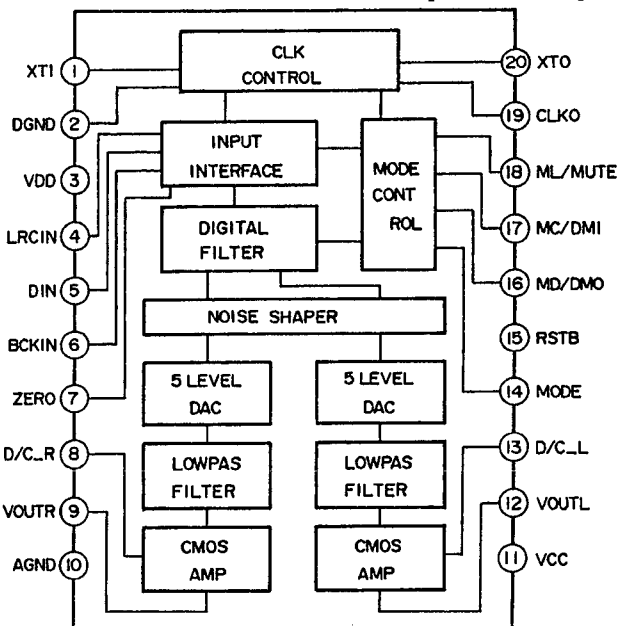 CLK
CONTROL
XTI 1
20 XTO
DGND 2
19 CLKO
INPUT
INTERFACE
MODE
CONT
ROL
VDD 3
18 ML/MUTE
LRCIN 4
17 MC/DMI
DIGITAL
FILTER
DIN 5
16 MD/DMO
NOISE SHAPER
BCKIN 6
15 RSTB
5 LEVEL
DAC
5 LEVEL
DAC
ZERO 7
14 MODE
D/C_R 8
13 D/C_L
LOWPAS
FILTER
LOWPAS
FILTER
VOUTR 9
12 VOUTL
CMOS
AMP
CMOS
AMP
AGND 10
11 VCC